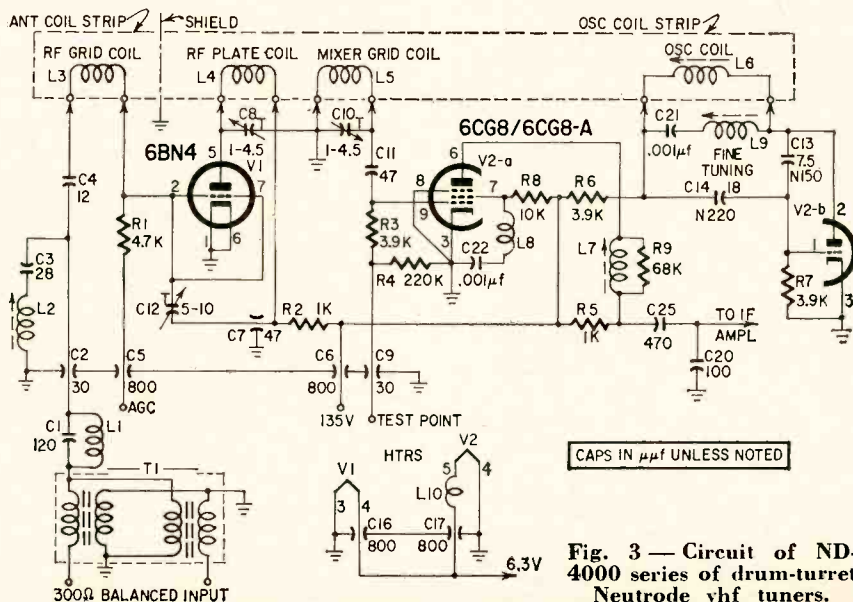 ANT COIL STRIP
SHIELD
OSC COIL STRIP
RF GRID COIL
RF PLATE COIL
MIXER GRID COIL
OSC COIL
L3
L4
L5
L6
C8
T
1-4.5
C10
T
1-4.5
6CG8/6CG8-A
C21
.001μf
L9
FINE TUNING
C13
7.5
N150
6BN4
5
V1
2
7
1
6
C11
47
6
V2-a
8
9
7
3
R8
10K
R6
3.9K
C14
18
N220
V2-b
2
1
3
C4
12
R1
4.7K
R3
3.9K
R4
220K
C22
.001μf
L8
L7
R9
68K
R7
3.9K
C3
28
L2
C12
T
5-10
C7
47
R2
1K
R5
1K
C25
470
TO IF AMPL
C20
100
C2
30
C5
800
C6
800
C9
30
AGC
135V
TEST POINT
C1
120
L1
T1
300Ω BALANCED INPUT
HTRS
V1
3
4
V2
5
4
L10
C16
800
C17
800
6.3V
CAPS IN μμf UNLESS NOTED
Fig. 3 — Circuit of ND-
4000 series of drum-turret
Neutrode vhf tuners.